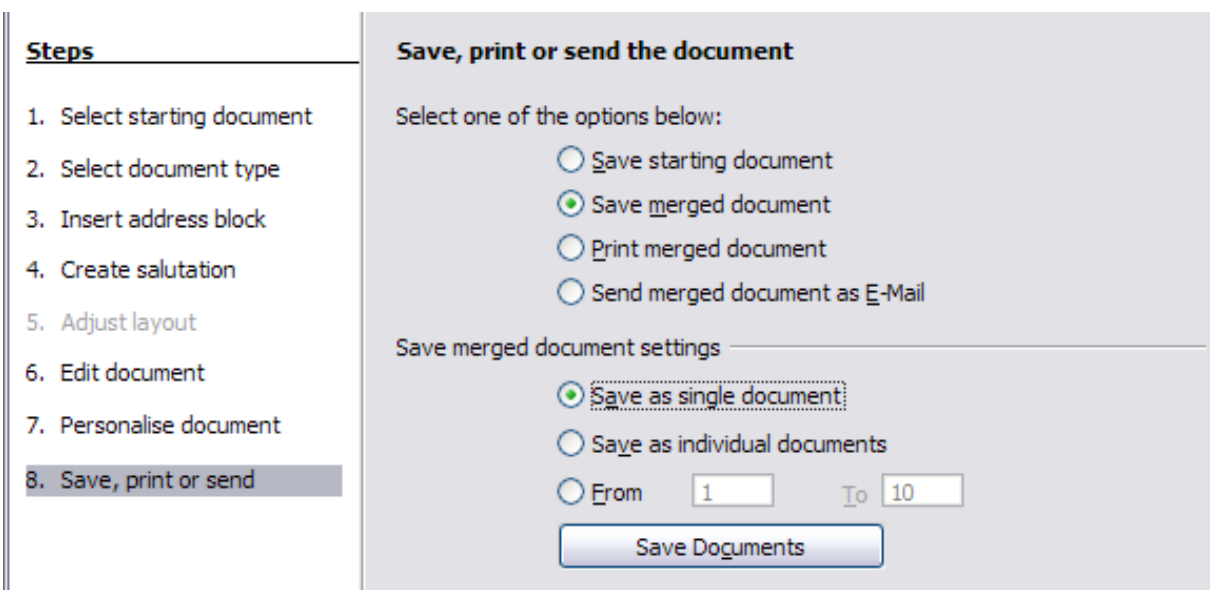 Steps
1. Select starting document
2. Select document type
3. Insert address block
4. Create salutation
5. Adjust layout
6. Edit document
7. Personalise document
8. Save, print or send
Save, print or send the document
Select one of the options below:
Save starting document
Save merged document
Print merged document
Send merged document as E-Mail
Save merged document settings
Save as single document
Save as individual documents
From 1 To 10
Save Documents